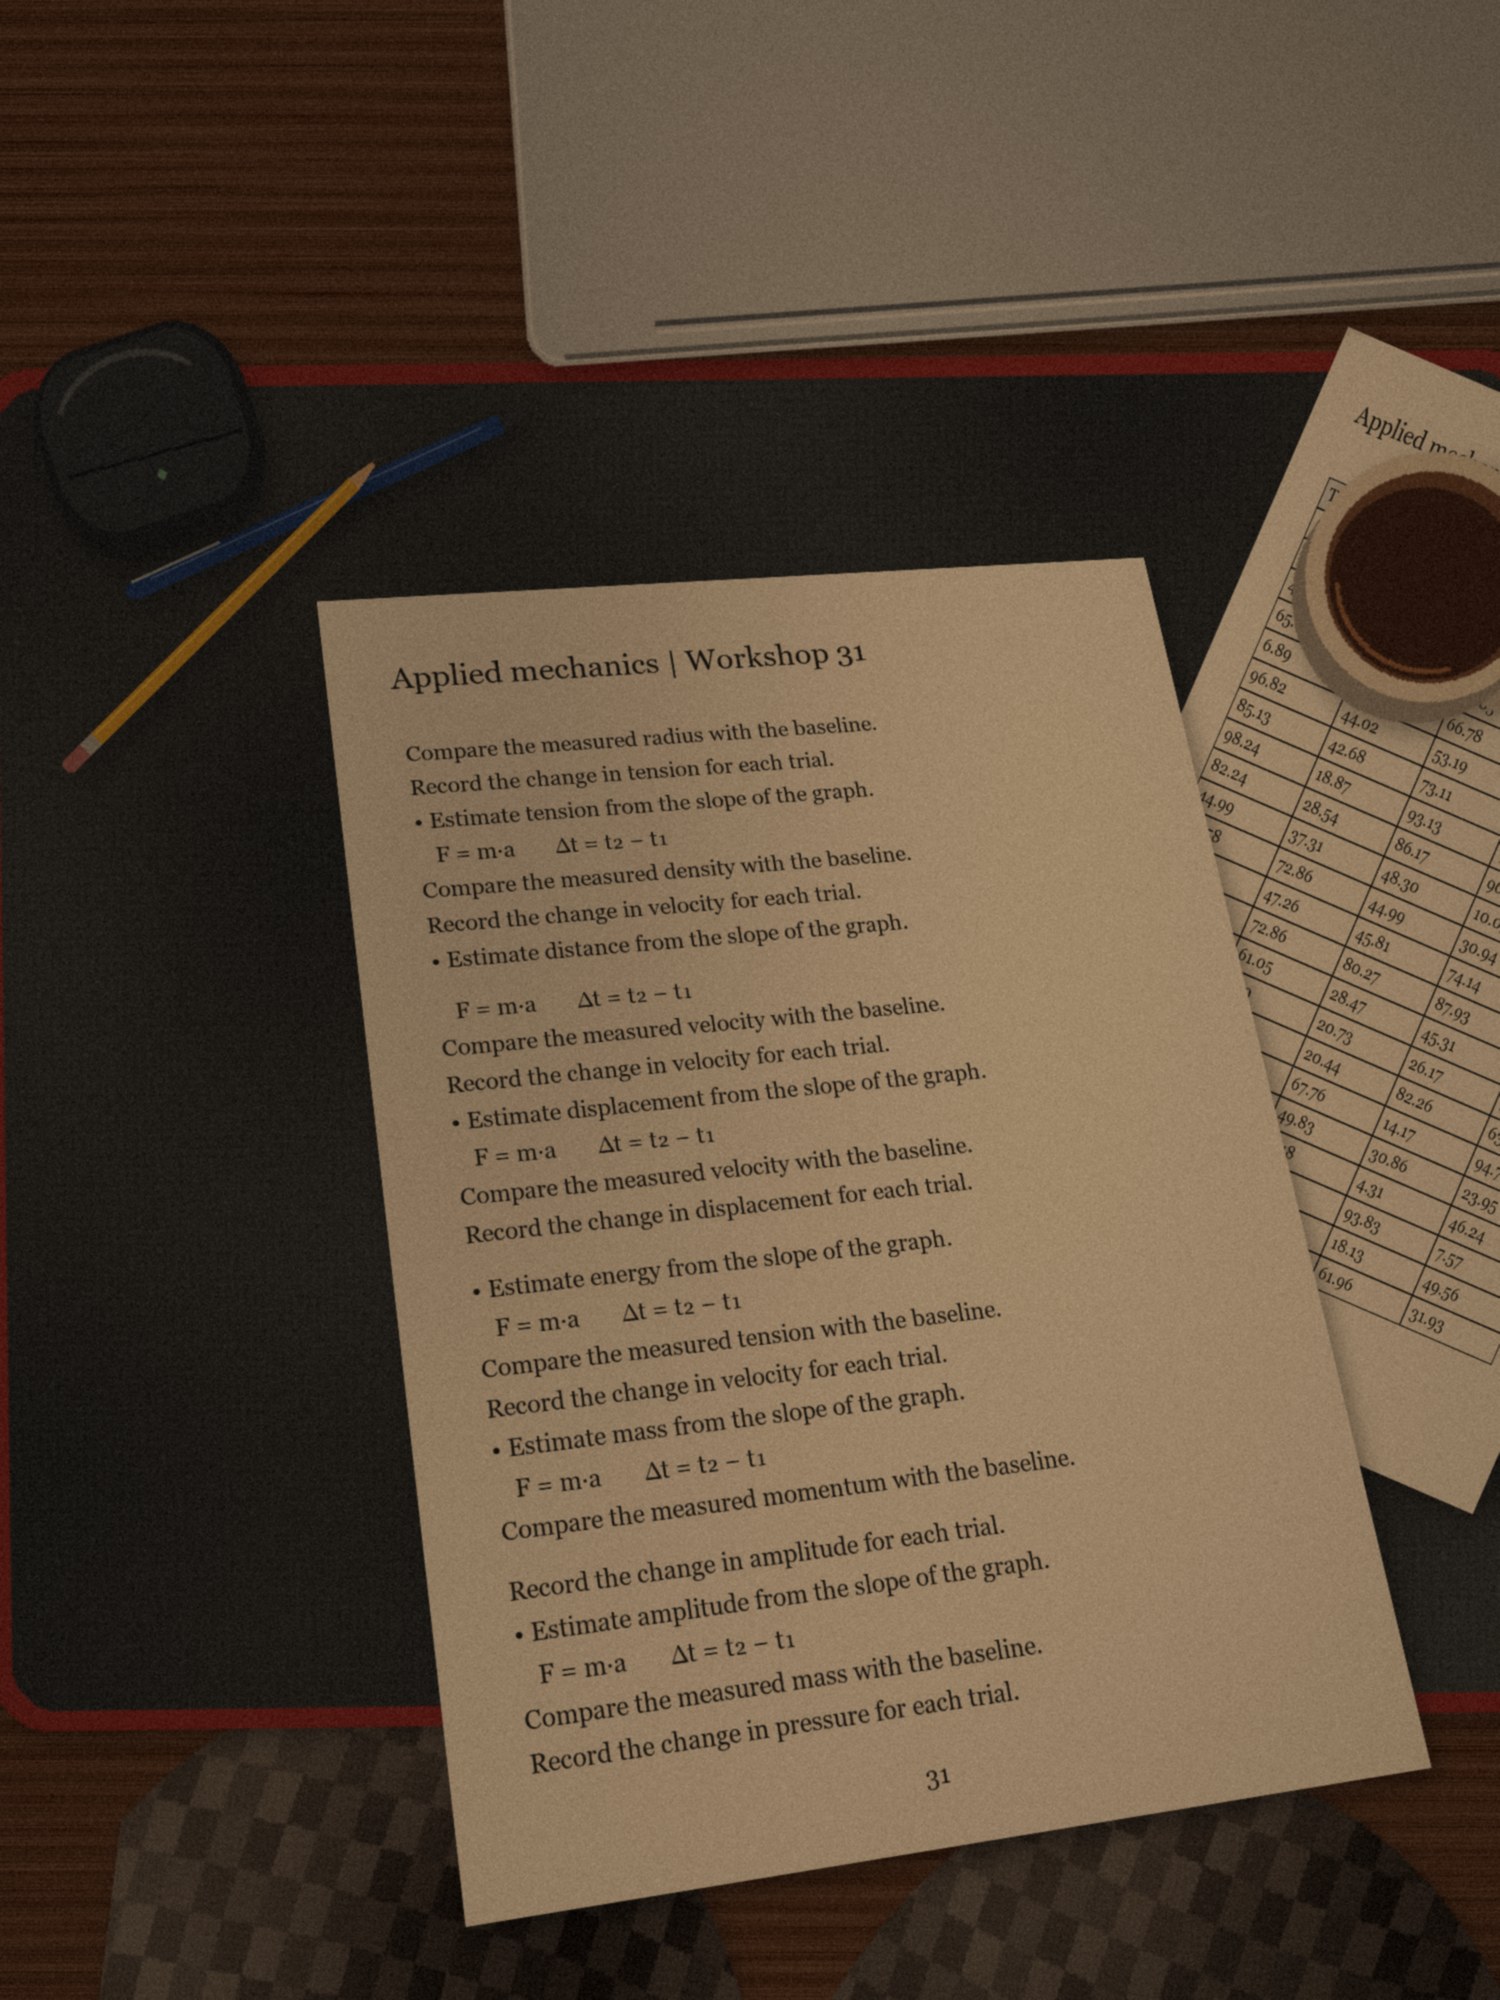 Applied mechanics | Workshop 31
Compare the measured radius with the baseline.
Record the change in tension for each trial.
• Estimate tension from the slope of the graph.
F = m·a Δt = t2 − t1
Compare the measured density with the baseline.
Record the change in velocity for each trial.
• Estimate distance from the slope of the graph.
F = m·a Δt = t2 − t1
Compare the measured velocity with the baseline.
Record the change in velocity for each trial.
• Estimate displacement from the slope of the graph.
F = m·a Δt = t2 − t1
Compare the measured velocity with the baseline.
Record the change in displacement for each trial.
• Estimate energy from the slope of the graph.
F = m·a Δt = t2 − t1
Compare the measured tension with the baseline.
Record the change in velocity for each trial.
• Estimate mass from the slope of the graph.
F = m·a Δt = t2 − t1
Compare the measured momentum with the baseline.
Record the change in amplitude for each trial.
• Estimate amplitude from the slope of the graph.
F = m·a Δt = t2 − t1
Compare the measured mass with the baseline.
Record the change in pressure for each trial.
31
Applied
T
6.89
96.82 44.02 66.78
85.13 42.68 53.19
98.24 18.87 73.11
82.24 28.54 93.13
37.31 86.17
72.86 48.30
47.26 44.99
72.86 45.81 30.94
61.05 80.27 74.14
28.47 87.93
20.73 45.31
20.44 26.17
67.76 82.26
49.83 14.17
30.86
4.31 23.95
93.83 46.24
18.13 7.57
61.96 49.56
31.93